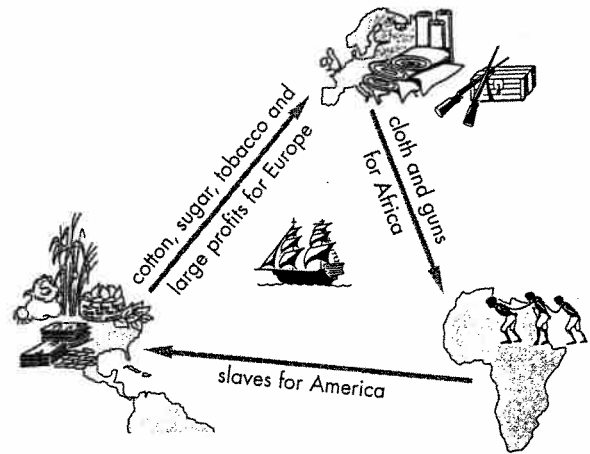 cotton, sugar, tobacco and
large profits for Europe
cloth and guns
for Africa
slaves for America